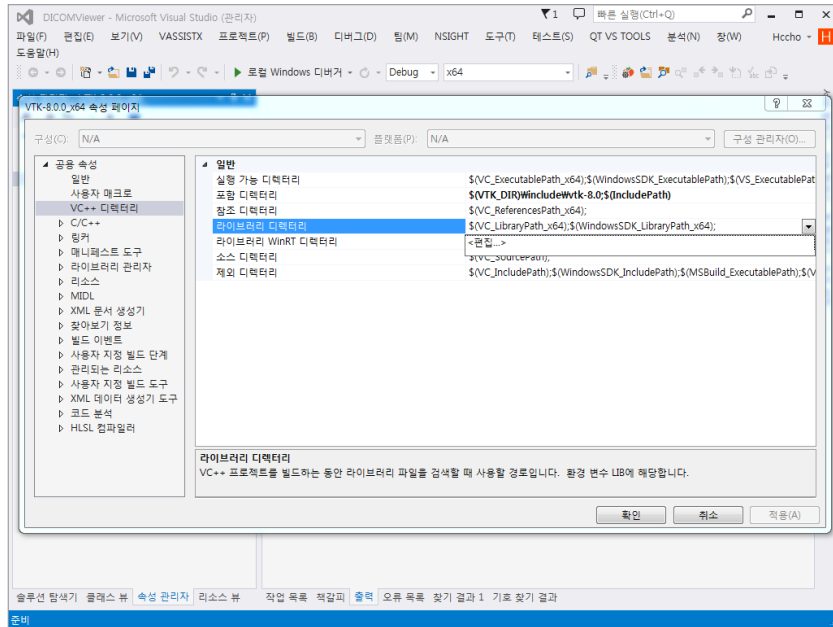 DICOMViewer - Microsoft Visual Studio (관리자)
1
빠른 실행(Ctrl+Q)
파일(F) 편집(E) 보기(V) VASSISTX 프로젝트(P) 빌드(B) 디버그(D) 팀(M) NSIGHT 도구(T) 테스트(S) QT VS TOOLS 분석(N) 창(W) Hccho H
도움말(H)
로컬 Windows 디버거 Debug x64
VTK-8.0.0_x64 속성 페이지
구성(C): N/A 플랫폼(P): N/A 구성 관리자(O)...
공용 속성
일반
사용자 매크로
VC++ 디렉터리
C/C++
링커
매니페스트 도구
라이브러리 관리자
리소스
MIDL
XML 문서 생성기
찾아보기 정보
빌드 이벤트
사용자 지정 빌드 단계
관리되는 리소스
사용자 지정 빌드 도구
XML 데이터 생성기 도구
코드 분석
HLSL 컴파일러
일반
실행 가능 디렉터리 $(VC_ExecutablePath_x64);$(WindowsSDK_ExecutablePath);$(VS_ExecutablePat
포함 디렉터리 $(VTK_DIR)₩include₩vtk-8.0;$(IncludePath)
참조 디렉터리 $(VC_ReferencesPath_x64);
라이브러리 디렉터리 $(VC_LibraryPath_x64);$(WindowsSDK_LibraryPath_x64);
라이브러리 WinRT 디렉터리 <편집...>
소스 디렉터리 $(VC_SourcePath);
제외 디렉터리 $(VC_IncludePath);$(WindowsSDK_IncludePath);$(MSBuild_ExecutablePath);$(V
라이브러리 디렉터리
VC++ 프로젝트를 빌드하는 동안 라이브러리 파일을 검색할 때 사용할 경로입니다. 환경 변수 LIB에 해당합니다.
확인 취소 적용(A)
솔루션 탐색기 클래스 뷰 속성 관리자 리소스 뷰 작업 목록 책갈피 출력 오류 목록 찾기 결과 1 기호 찾기 결과
준비